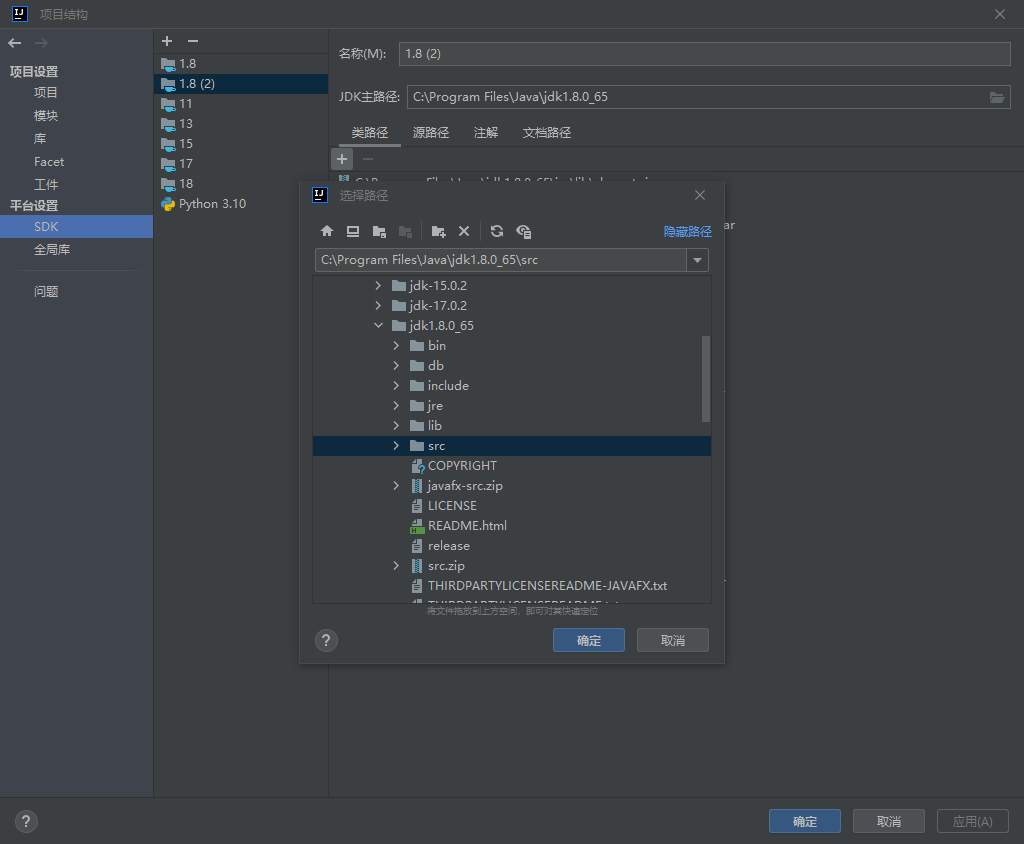 项目结构
项目设置
项目
模块
库
Facet
工件
平台设置
SDK
全局库
问题
1.8
1.8 (2)
11
13
15
17
18
Python 3.10
名称(M): 1.8 (2)
JDK主路径: C:\Program Files\Java\jdk1.8.0_65
类路径 源路径 注解 文档路径
ar
选择路径
隐藏路径
C:\Program Files\Java\jdk1.8.0_65\src
jdk-15.0.2
jdk-17.0.2
jdk1.8.0_65
bin
db
include
jre
lib
src
COPYRIGHT
javafx-src.zip
LICENSE
README.html
release
src.zip
THIRDPARTYLICENSEREADME-JAVAFX.txt
将文件拖放到上方空间，即可对其快速定位
? 确定 取消
? 确定 取消 应用(A)